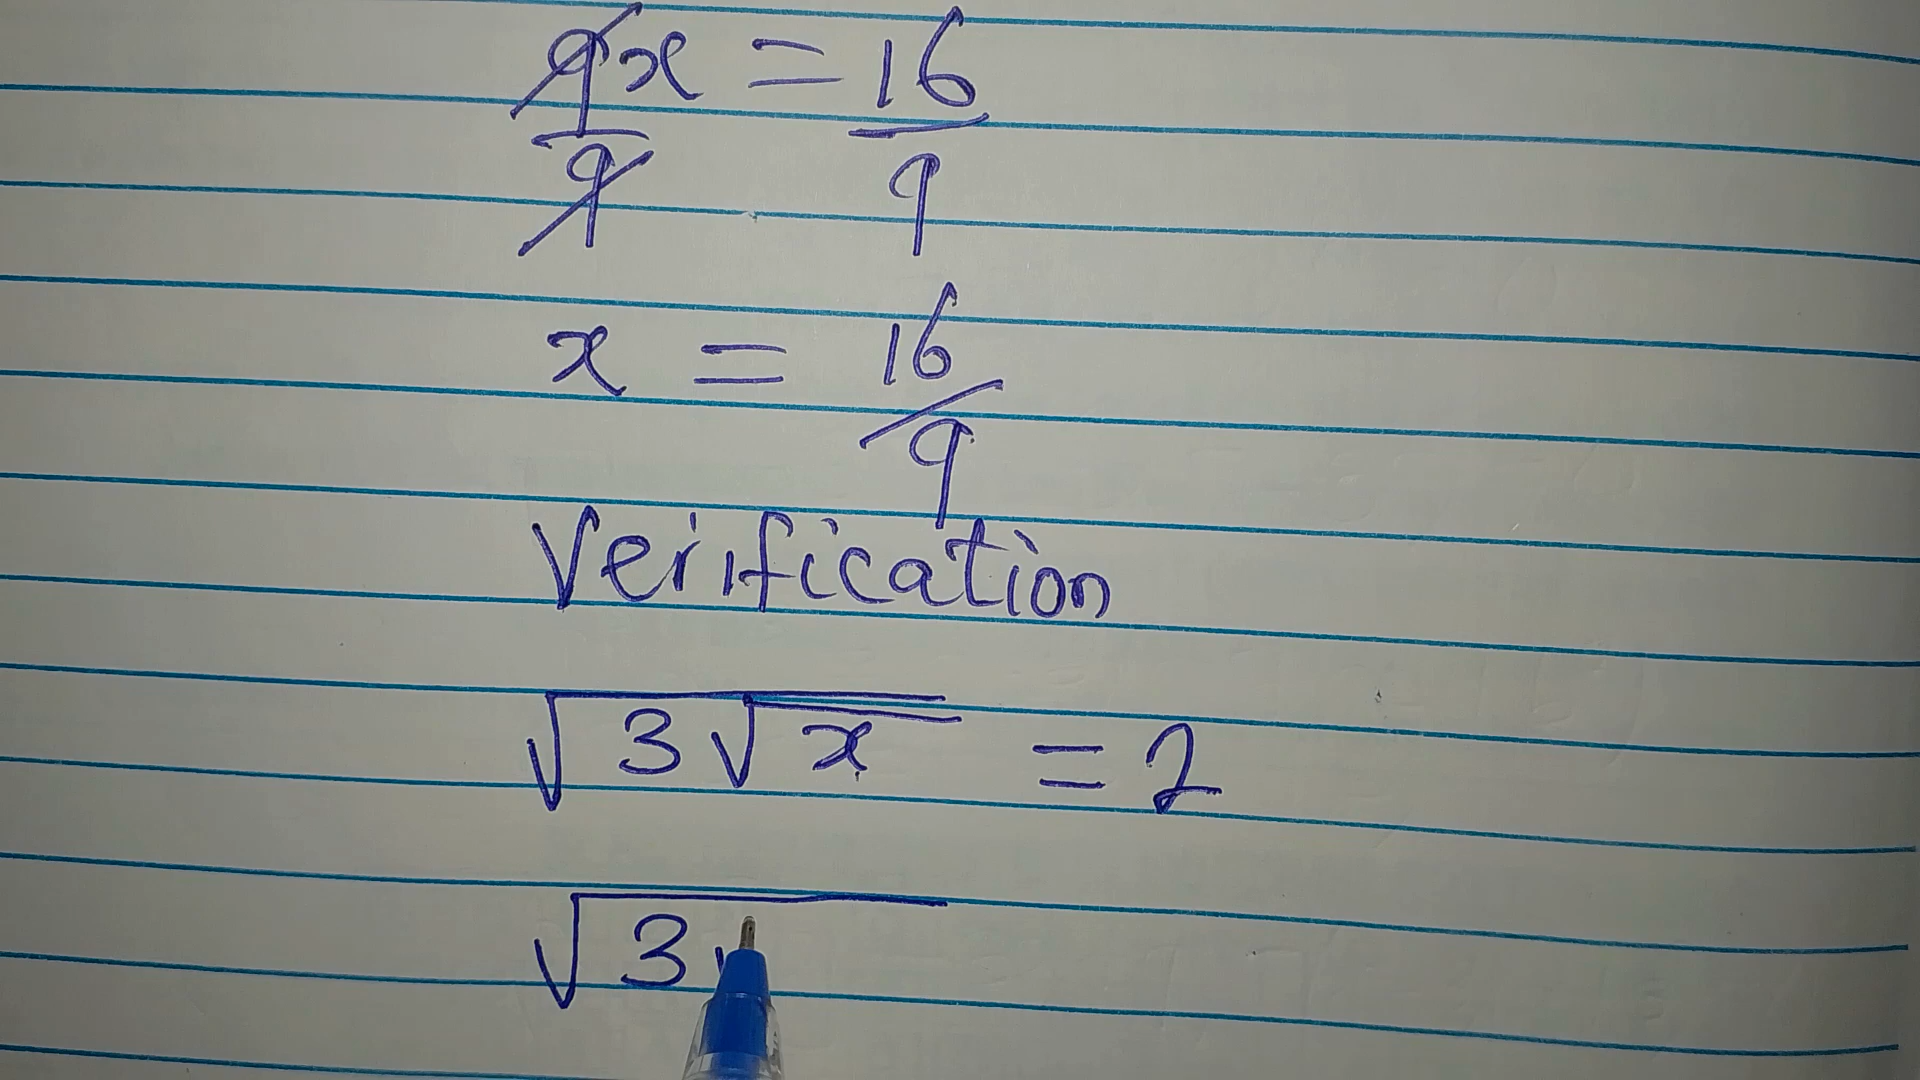 9x/9 = 16/9
x = 16/9
Verification
√(3√x) = 2
√3√